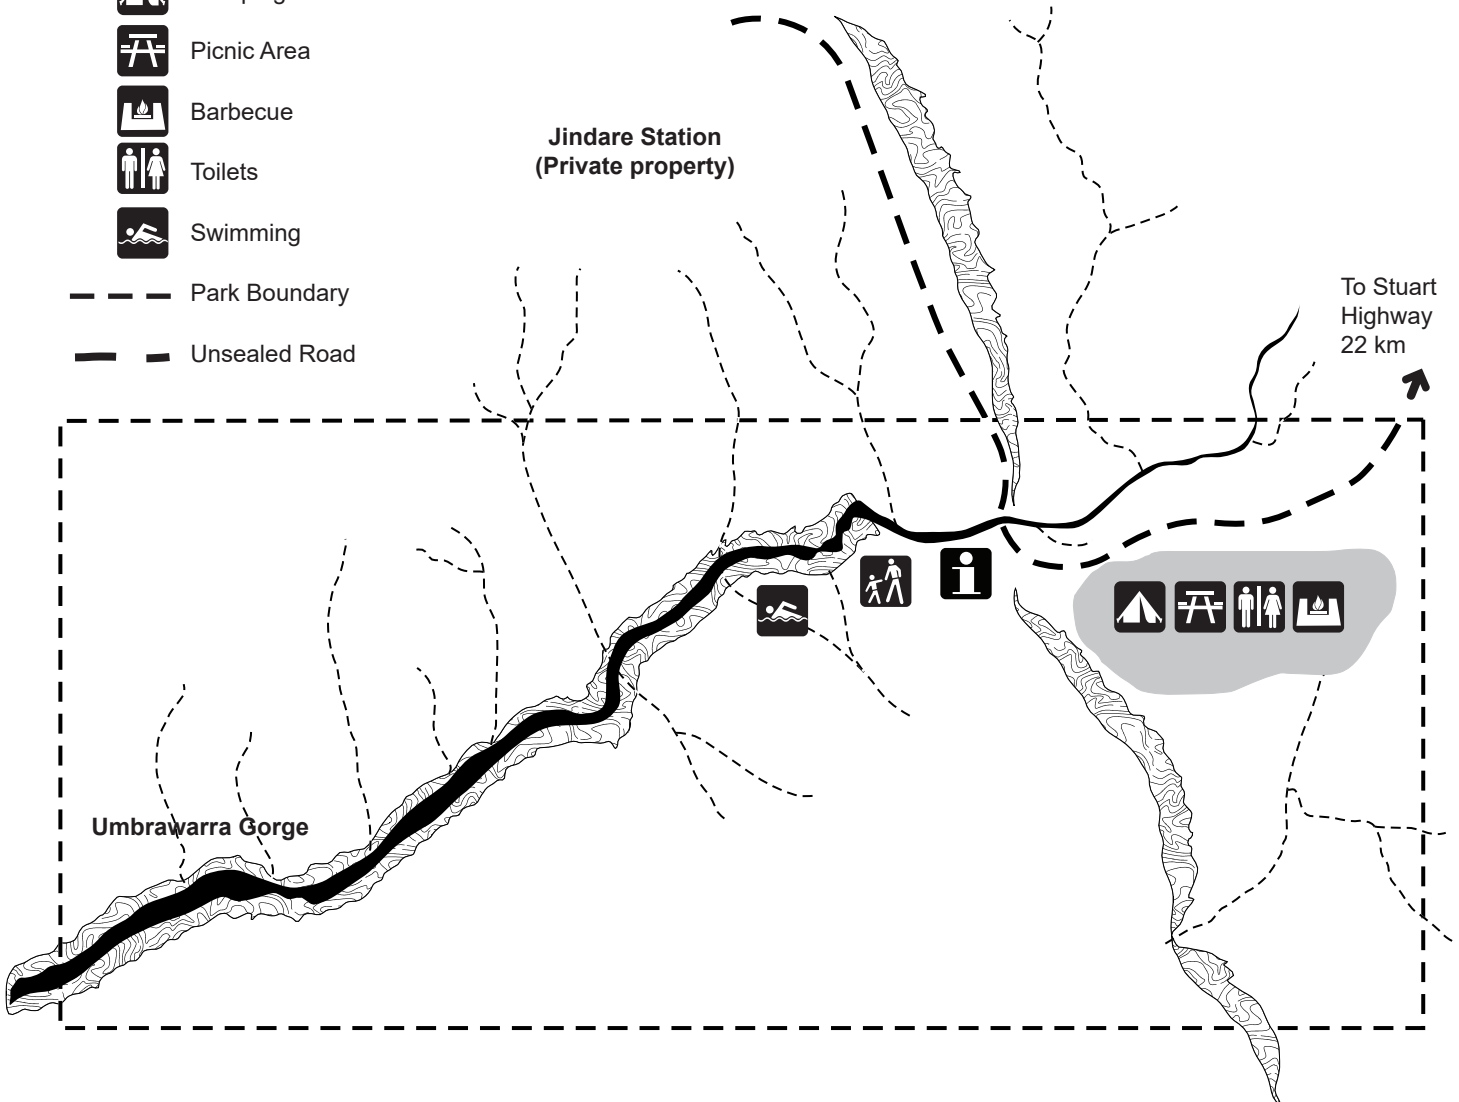 Picnic Area
Barbecue
Toilets
Swimming
Park Boundary
Unsealed Road
Jindare Station
(Private property)
To Stuart
Highway
22 km
Umbrawarra Gorge